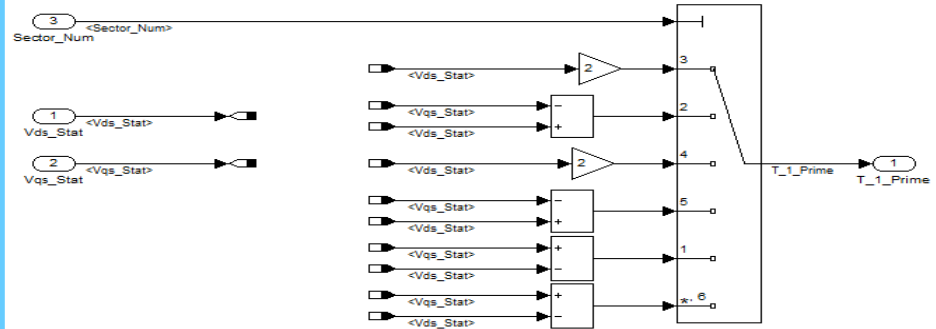 3
<Sector_Num>
Sector_Num
3
2
<Vds_Stat>
2
<Vqs_Stat>
<Vds_Stat>
1
<Vds_Stat>
Vds_Stat
4
2
<Vds_Stat>
2
<Vqs_Stat>
Vqs_Stat
1
T_1_Prime
T_1_Prime
5
<Vqs_Stat>
<Vds_Stat>
1
<Vqs_Stat>
<Vds_Stat>
*, 6
<Vqs_Stat>
<Vds_Stat>